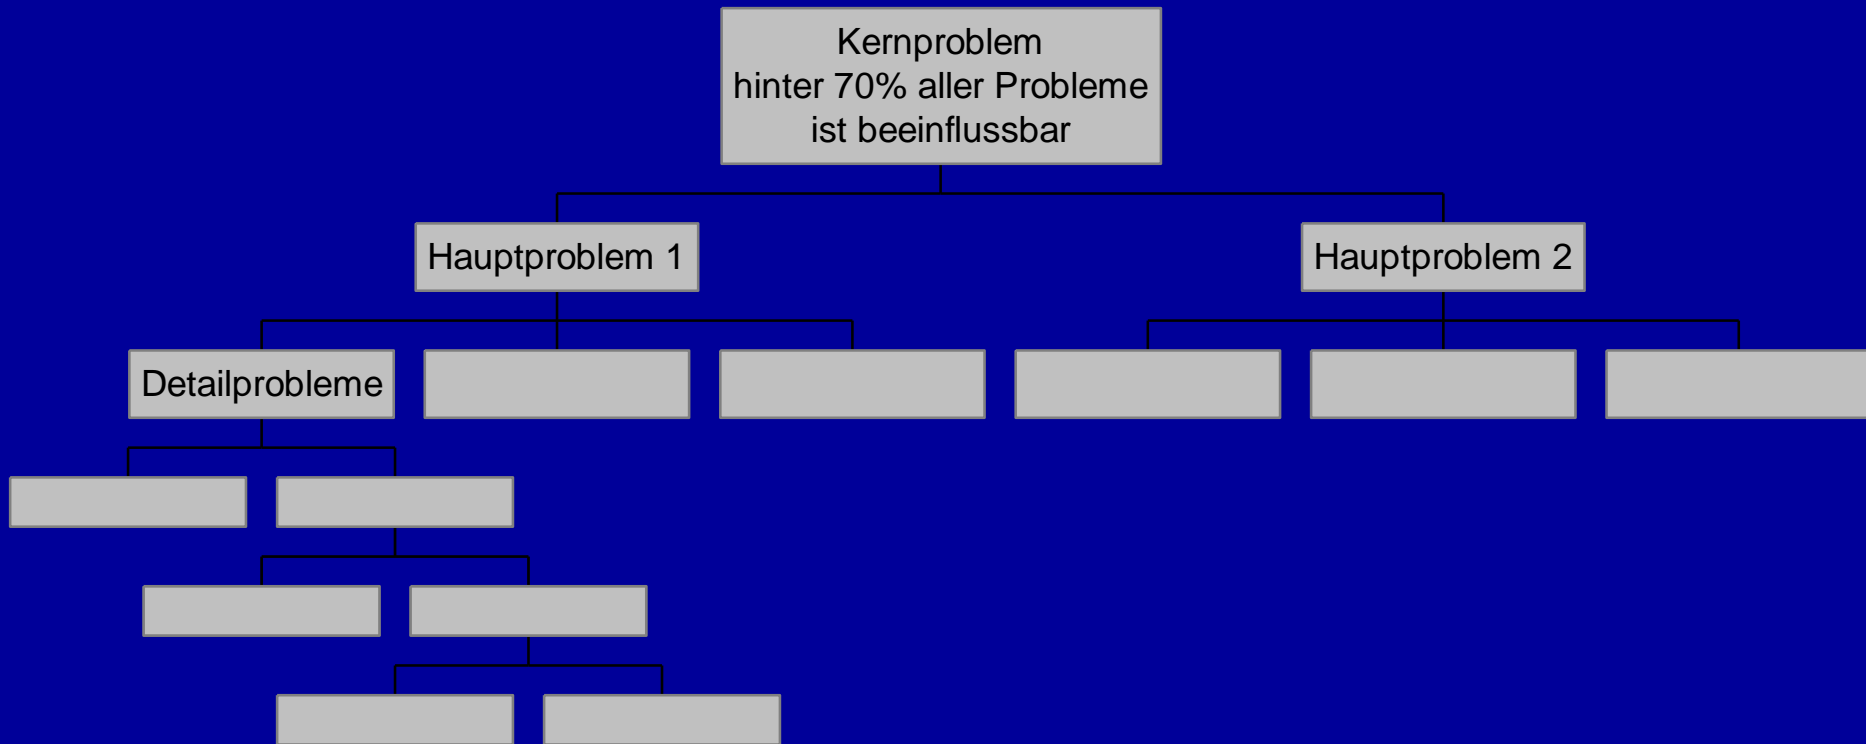 Kernproblem
hinter 70% aller Probleme
ist beeinflussbar
Hauptproblem 1
Hauptproblem 2
Detailprobleme